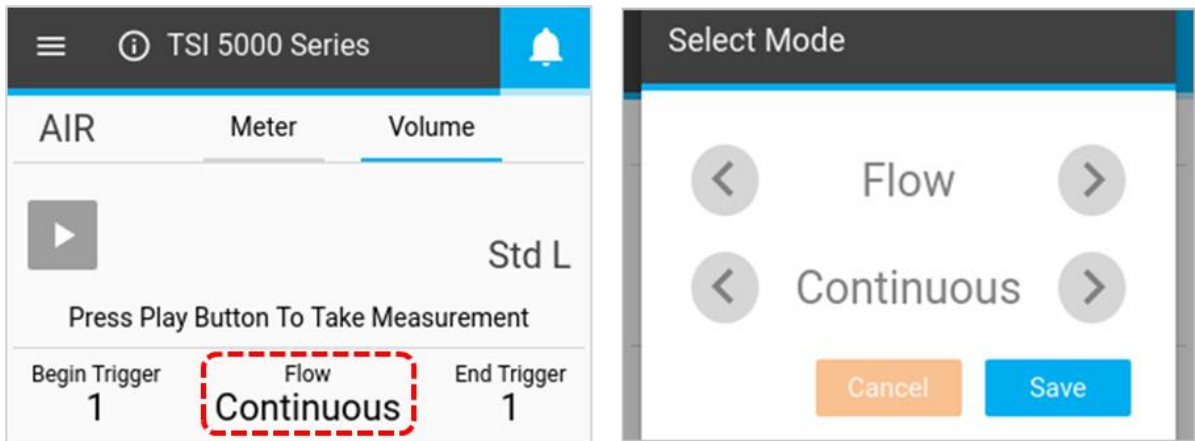 TSI 5000 Series
AIR Meter Volume
Std L
Press Play Button To Take Measurement
Begin Trigger Flow End Trigger
1 Continuous 1
Select Mode
Flow
Continuous
Cancel Save